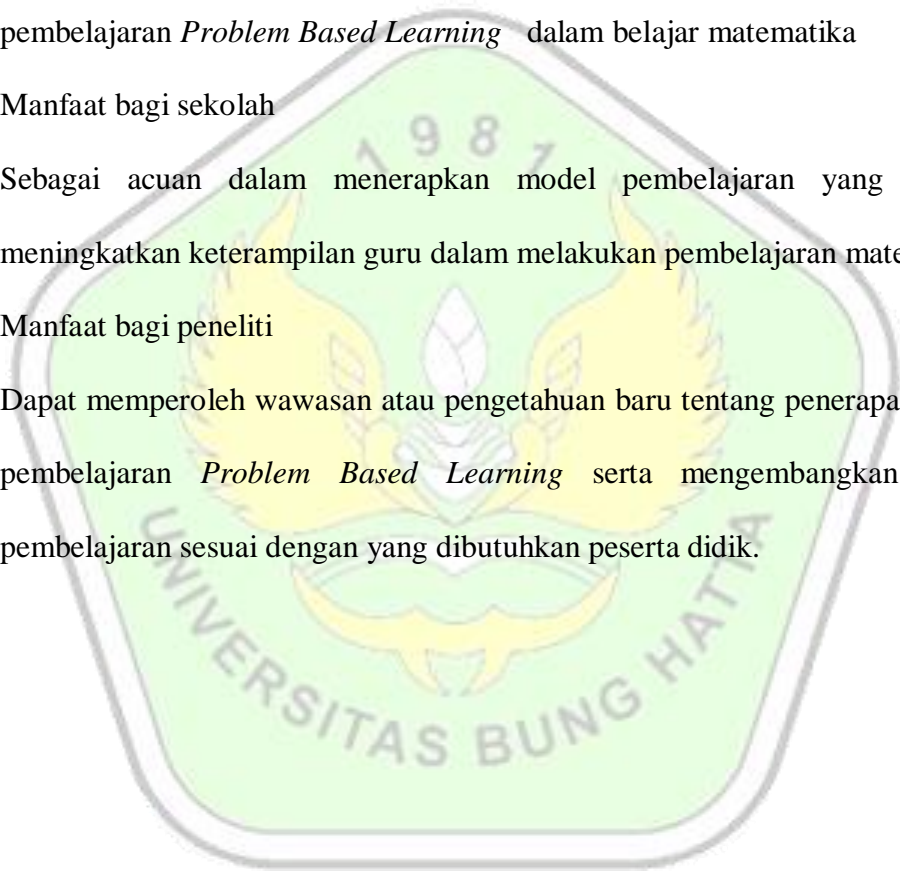 pembelajaran Problem Based Learning dalam belajar matematika
Manfaat bagi sekolah
Sebagai acuan dalam menerapkan model pembelajaran yang
meningkatkan keterampilan guru dalam melakukan pembelajaran mate
Manfaat bagi peneliti
Dapat memperoleh wawasan atau pengetahuan baru tentang penerapa
pembelajaran Problem Based Learning serta mengembangkan
pembelajaran sesuai dengan yang dibutuhkan peserta didik.
1981
UNIVERSITAS BUNG HATTA